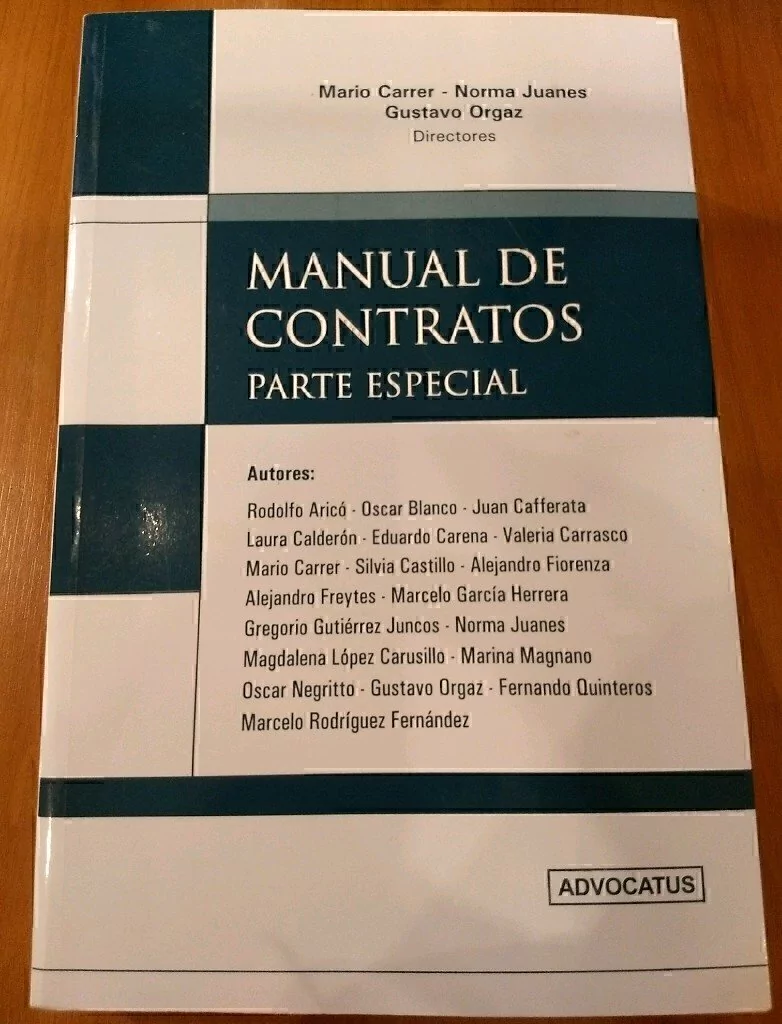 Mario Carrer - Norma Juanes
Gustavo Orgaz
Directores
MANUAL DE
CONTRATOS
PARTE ESPECIAL
Autores:
Rodolfo Aricó - Oscar Blanco - Juan Cafferata
Laura Calderón - Eduardo Carena - Valeria Carrasco
Mario Carrer - Silvia Castillo - Alejandro Fiorenza
Alejandro Freytes - Marcelo García Herrera
Gregorio Gutiérrez Juncos - Norma Juanes
Magdalena López Carusillo - Marina Magnano
Oscar Negritto - Gustavo Orgaz - Fernando Quinteros
Marcelo Rodríguez Fernández
ADVOCATUS